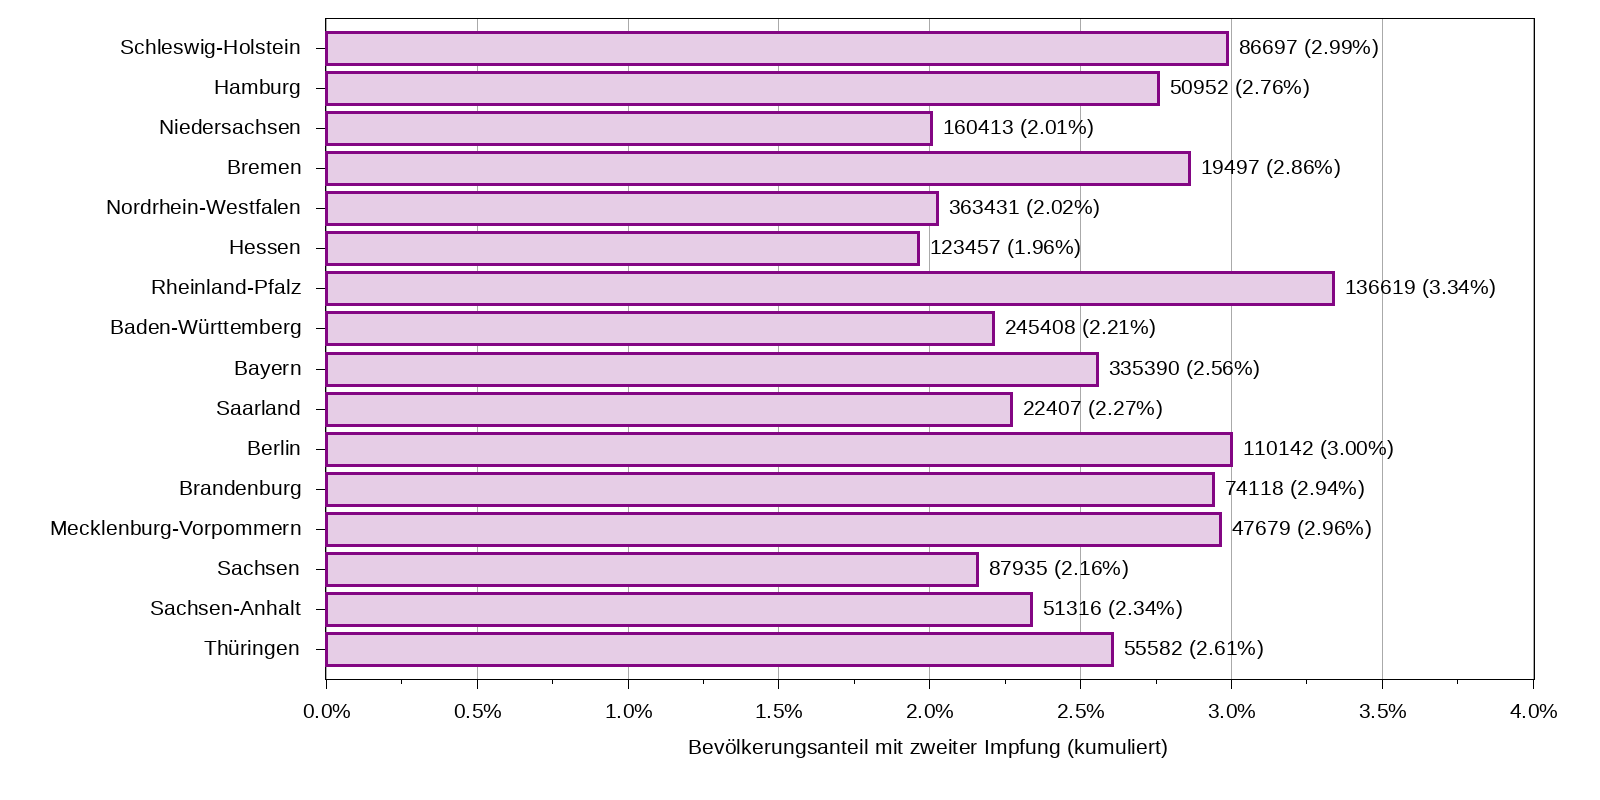 Schleswig-Holstein 86697 (2.99%)
Hamburg 50952 (2.76%)
Niedersachsen 160413 (2.01%)
Bremen 19497 (2.86%)
Nordrhein-Westfalen 363431 (2.02%)
Hessen 123457 (1.96%)
Rheinland-Pfalz 136619 (3.34%)
Baden-Württemberg 245408 (2.21%)
Bayern 335390 (2.56%)
Saarland 22407 (2.27%)
Berlin 110142 (3.00%)
Brandenburg 74118 (2.94%)
Mecklenburg-Vorpommern 47679 (2.96%)
Sachsen 87935 (2.16%)
Sachsen-Anhalt 51316 (2.34%)
Thüringen 55582 (2.61%)
0.0% 0.5% 1.0% 1.5% 2.0% 2.5% 3.0% 3.5% 4.0%
Bevölkerungsanteil mit zweiter Impfung (kumuliert)